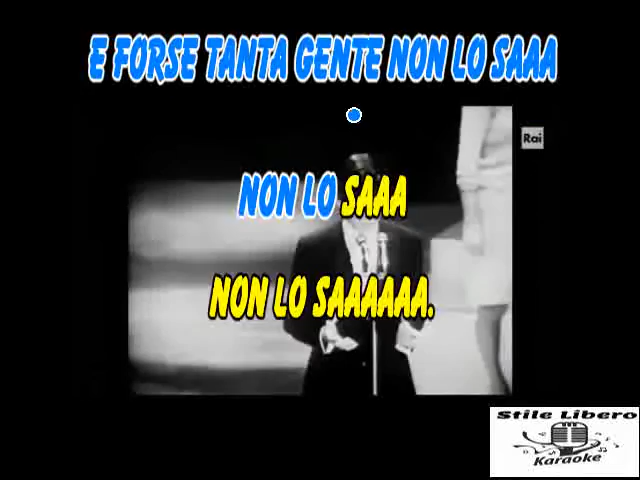 E FORSE TANTA GENTE NON LO SAAA
Rai
NON LO SAAA
NON LO SAAAAAA.
Stile Libero
Karaoke